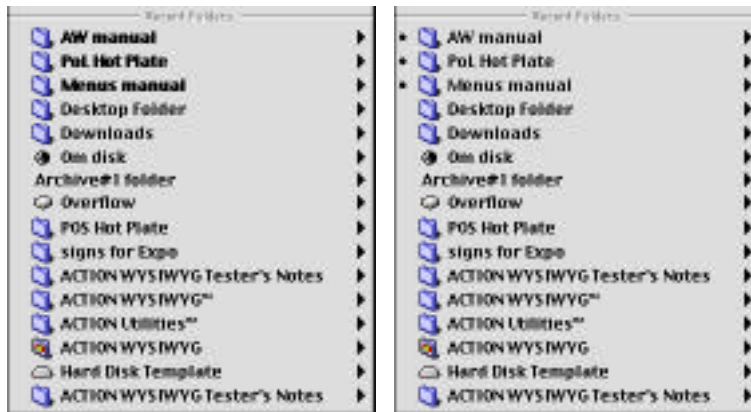 Recent Folders
AW manual
PoL Hot Plate
Menus manual
Desktop Folder
Downloads
Om disk
Archive#1 folder
Overflow
POS Hot Plate
signs for Expo
ACTION WYSIWYG Tester's Notes
ACTION WYSIWYG™
ACTION Utilities™
ACTION WYSIWYG
Hard Disk Template
ACTION WYSIWYG Tester's Notes
Recent Folders
• AW manual
• PoL Hot Plate
• Menus manual
Desktop Folder
Downloads
Om disk
Archive#1 folder
Overflow
POS Hot Plate
signs for Expo
ACTION WYSIWYG Tester's Notes
ACTION WYSIWYG™
ACTION Utilities™
ACTION WYSIWYG
Hard Disk Template
ACTION WYSIWYG Tester's Notes